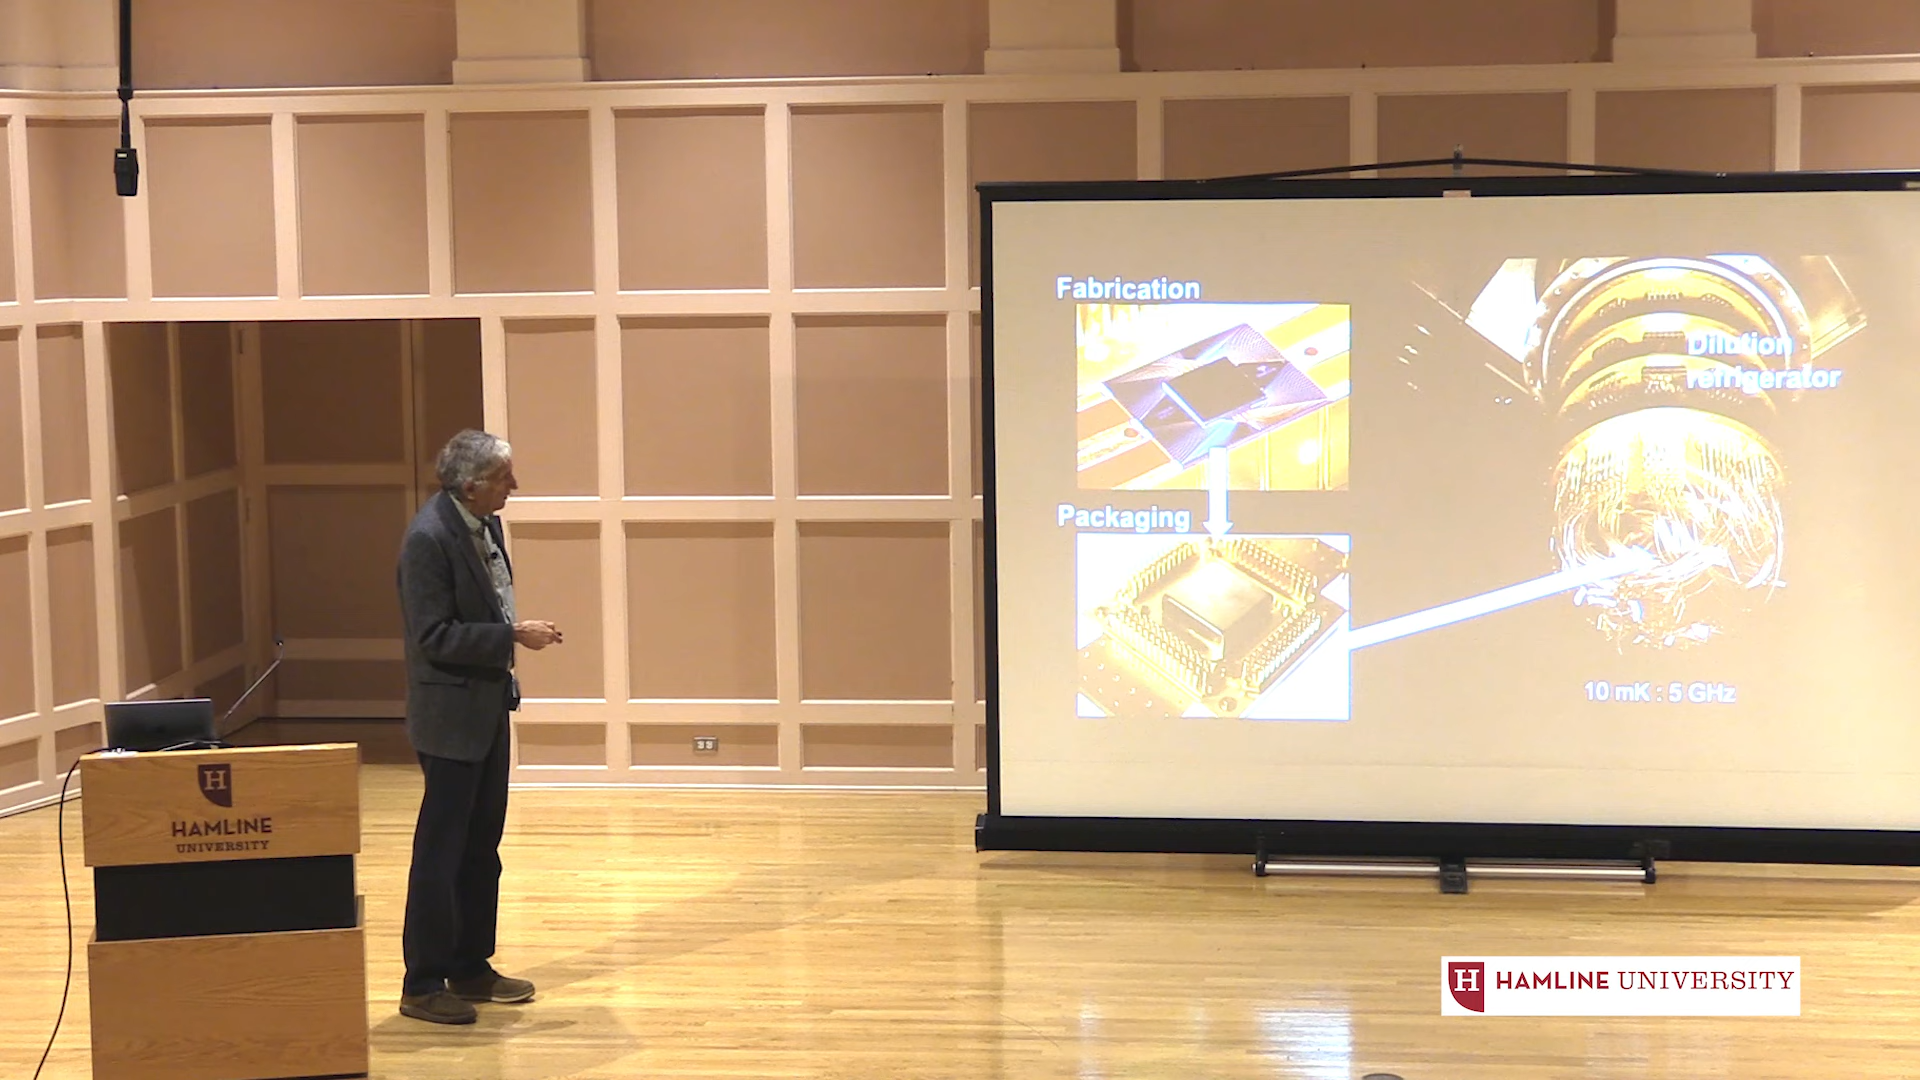 Fabrication
Dilution
refrigerator
Packaging
10 mK : 5 GHz
H
HAMLINE
UNIVERSITY
H HAMLINE UNIVERSITY